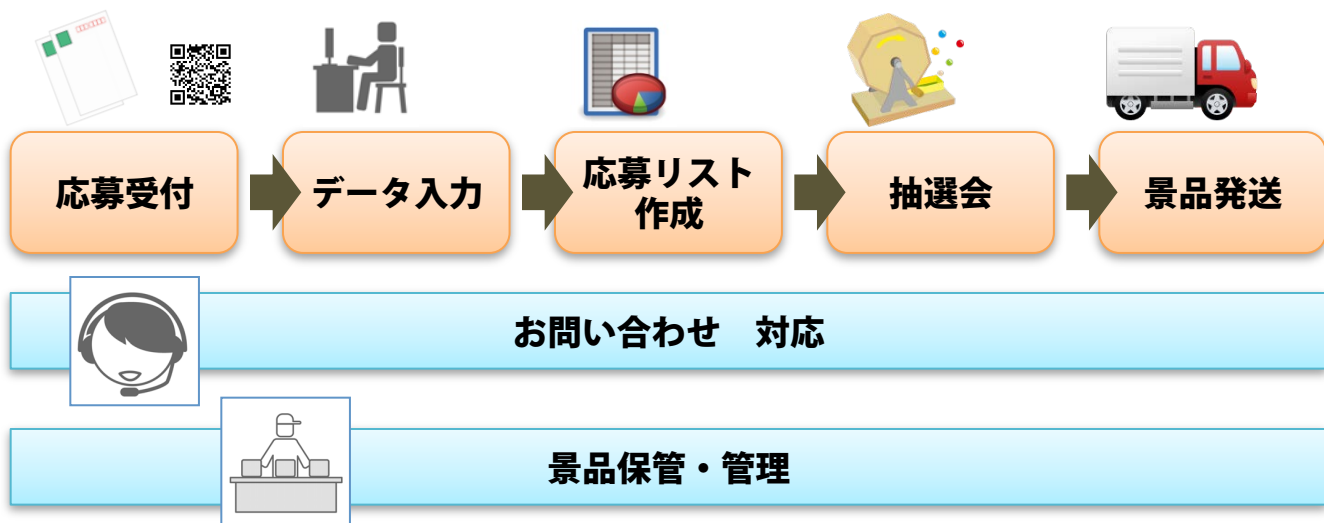 応募受付
データ入力
応募リスト
作成
抽選会
景品発送
お問い合わせ　対応
景品保管・管理